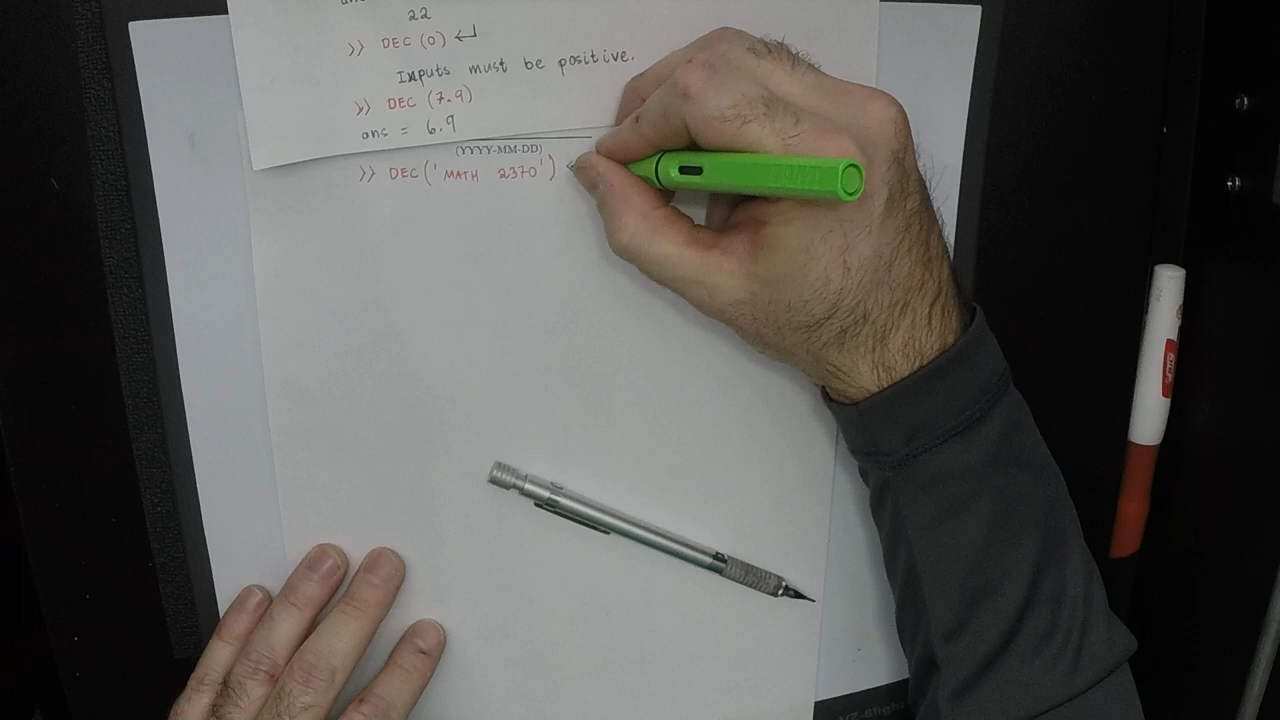 22
>> DEC (0) ↵
Inputs must be positive.
>> DEC (7.9)
ans = 6.9
(YYYY-MM-DD)
>> DEC(' MATH 2370')